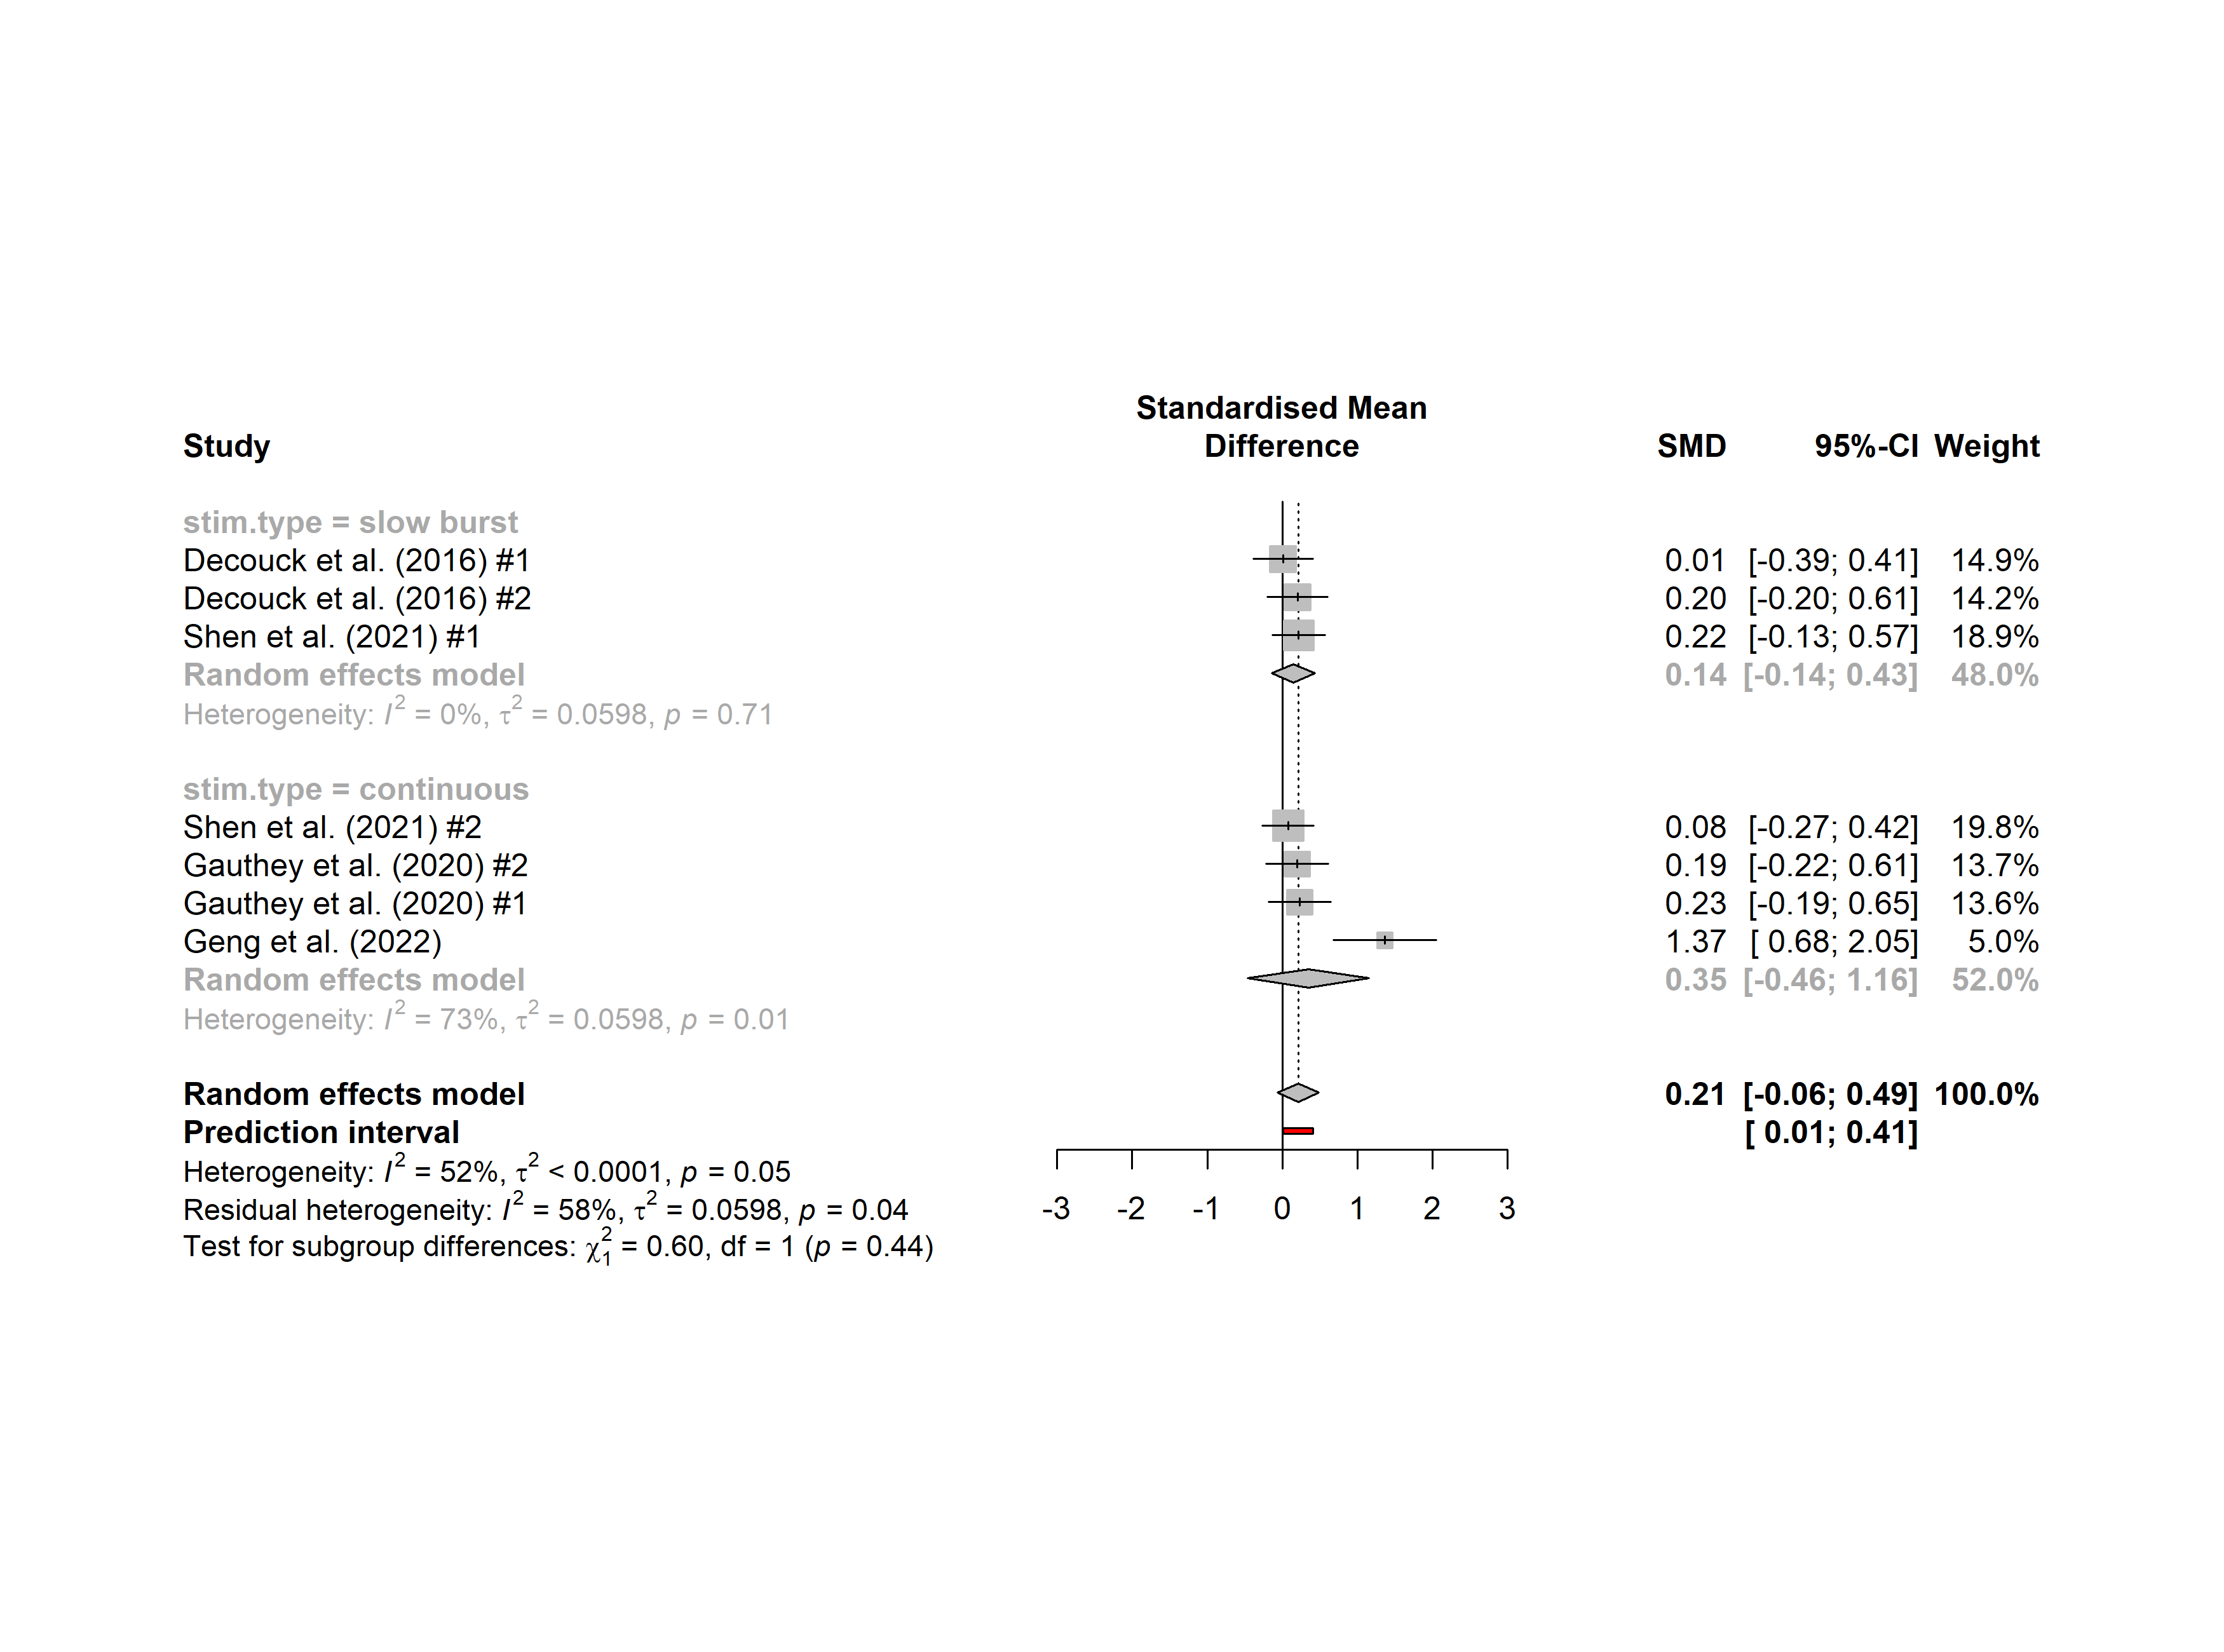 Standardised Mean
Study Difference SMD 95%-CI Weight
stim.type = slow burst
Decouck et al. (2016) #1 0.01 [-0.39; 0.41] 14.9%
Decouck et al. (2016) #2 0.20 [-0.20; 0.61] 14.2%
Shen et al. (2021) #1 0.22 [-0.13; 0.57] 18.9%
Random effects model 0.14 [-0.14; 0.43] 48.0%
Heterogeneity: I² = 0%, τ² = 0.0598, p = 0.71
stim.type = continuous
Shen et al. (2021) #2 0.08 [-0.27; 0.42] 19.8%
Gauthey et al. (2020) #2 0.19 [-0.22; 0.61] 13.7%
Gauthey et al. (2020) #1 0.23 [-0.19; 0.65] 13.6%
Geng et al. (2022) 1.37 [ 0.68; 2.05] 5.0%
Random effects model 0.35 [-0.46; 1.16] 52.0%
Heterogeneity: I² = 73%, τ² = 0.0598, p = 0.01
Random effects model 0.21 [-0.06; 0.49] 100.0%
Prediction interval [ 0.01; 0.41]
Heterogeneity: I² = 52%, τ² < 0.0001, p = 0.05
Residual heterogeneity: I² = 58%, τ² = 0.0598, p = 0.04
-3 -2 -1 0 1 2 3
Test for subgroup differences: χ²₁ = 0.60, df = 1 (p = 0.44)